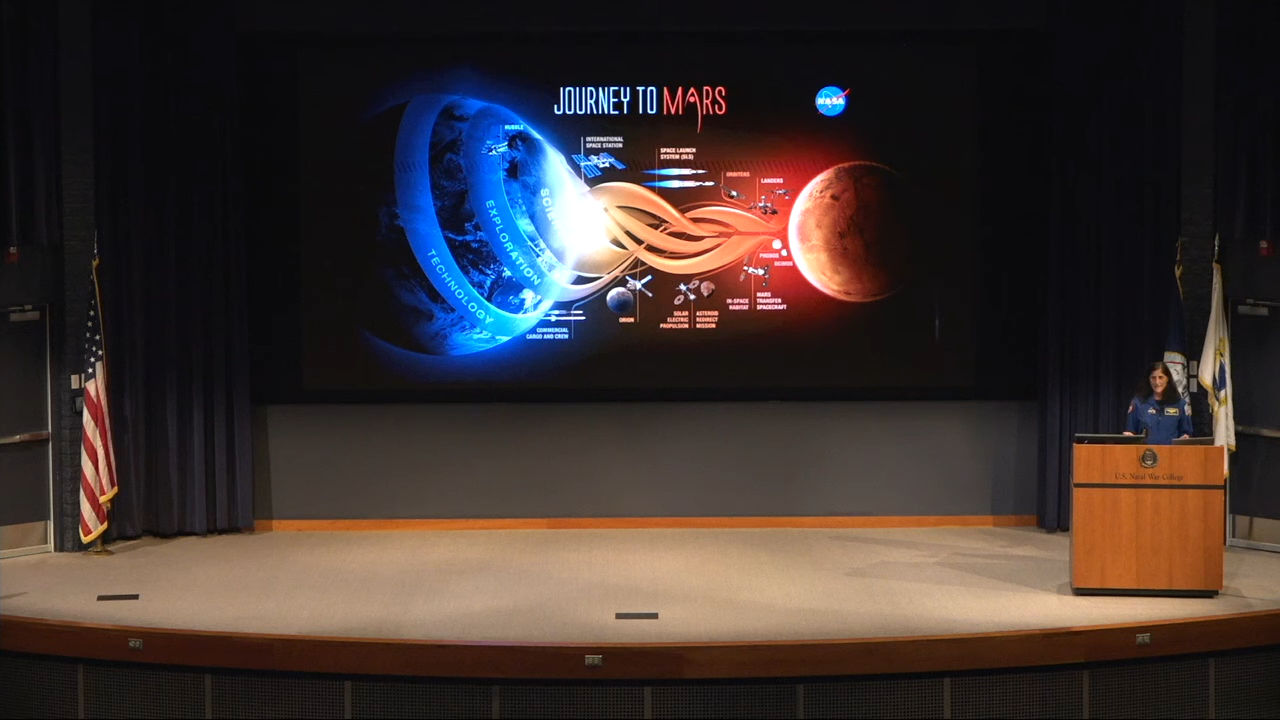 JOURNEY TO MARS
NASA
HUBBLE
INTERNATIONAL
SPACE STATION
SPACE LAUNCH
SYSTEM (SLS)
ORBITERS
LANDERS
TECHNOLOGY
EXPLORATION
PHOBOS
DEIMOS
ORION
SOLAR
ELECTRIC
PROPULSION
ASTEROID
REDIRECT
MISSION
IN-SPACE
HABITAT
MARS
TRANSFER
SPACECRAFT
COMMERCIAL
CARGO AND CREW
U.S. Naval War College